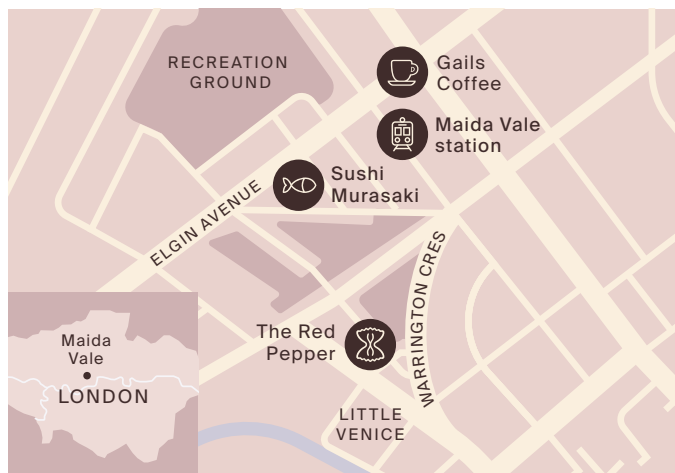 RECREATION
GROUND
Gails
Coffee
Maida Vale
station
Sushi
Murasaki
ELGIN AVENUE
WARRINGTON CRES
The Red
Pepper
Maida
Vale
LONDON
LITTLE
VENICE